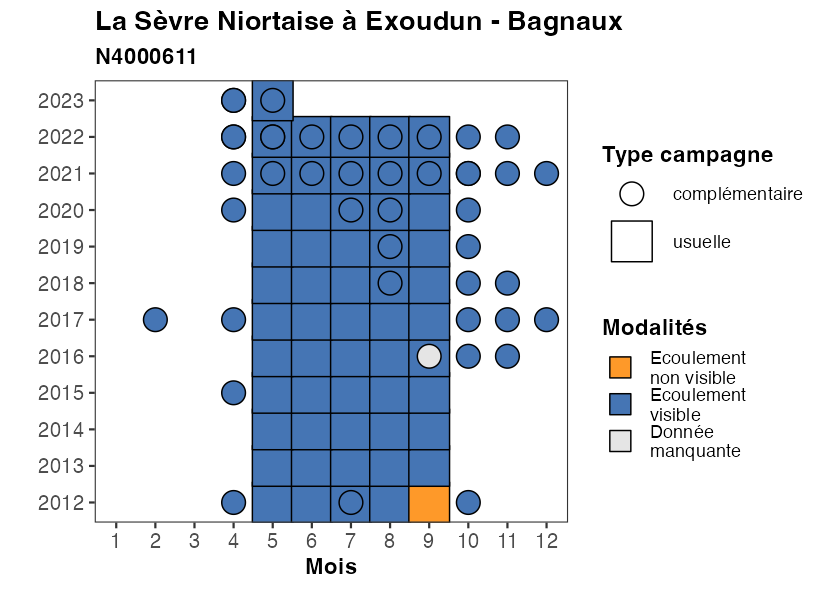 La Sèvre Niortaise à Exoudun - Bagnaux
N4000611
2023
2022
2021
2020
2019
2018
2017
2016
2015
2014
2013
2012
1 2 3 4 5 6 7 8 9 10 11 12
Mois
Type campagne
complémentaire
usuelle
Modalités
Ecoulement
non visible
Ecoulement
visible
Donnée
manquante